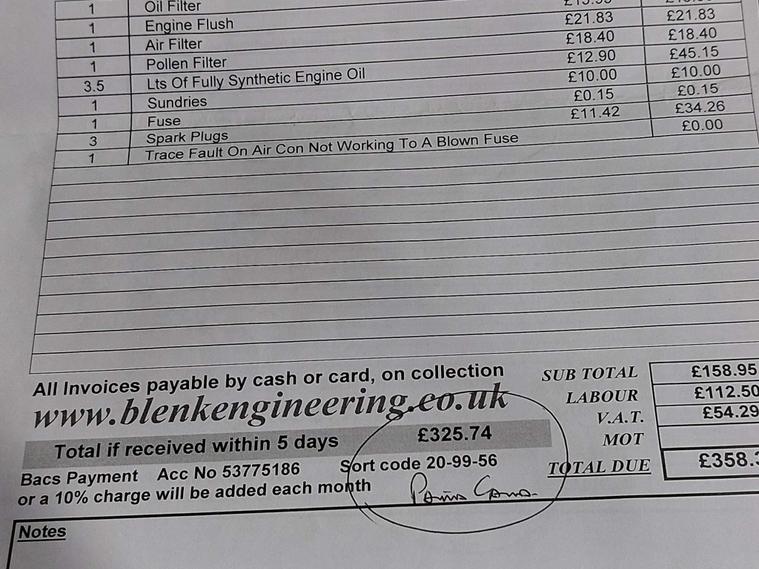 1 Oil Filter
1 Engine Flush
1 Air Filter £21.83 £21.83
1 Pollen Filter £18.40 £18.40
3.5 Lts Of Fully Synthetic Engine Oil £12.90 £45.15
1 Sundries £10.00 £10.00
1 Fuse £0.15 £0.15
3 Spark Plugs £11.42 £34.26
1 Trace Fault On Air Con Not Working To A Blown Fuse £0.00
All Invoices payable by cash or card, on collection
www.blenkengineering.co.uk
Total if received within 5 days £325.74
Bacs Payment Acc No 53775186 Sort code 20-99-56
or a 10% charge will be added each month
SUB TOTAL £158.95
LABOUR £112.50
V.A.T. £54.29
MOT
TOTAL DUE £358.
Notes